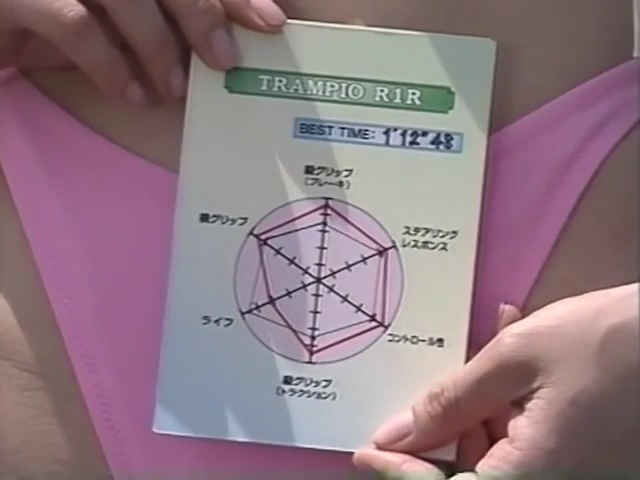 TRAMPIO R1R
BEST TIME: 1'12"48
縦グリップ
(ブレーキ)
横グリップ
ステアリング
レスポンス
ライフ
コントロール性
縦グリップ
(トラクション)